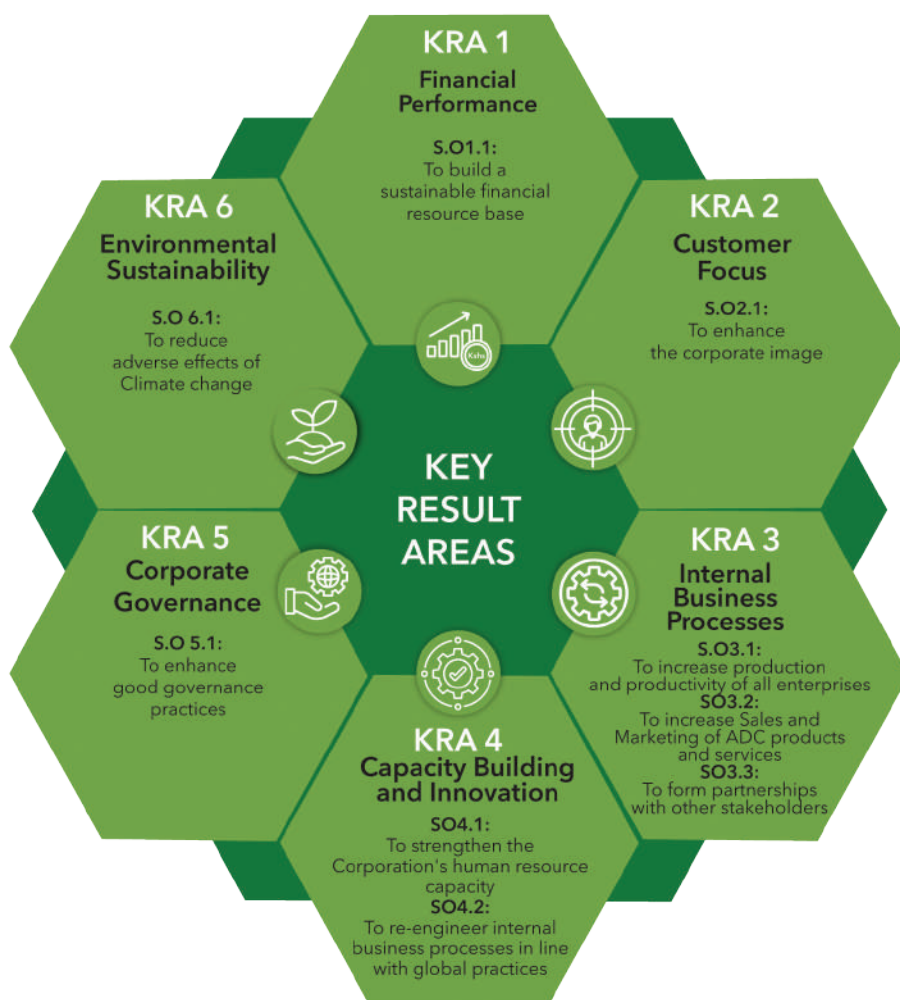 KRA 1
Financial
Performance
S.O1.1:
To build a
sustainable financial
resource base
KRA 2
Customer
Focus
S.O2.1:
To enhance
the corporate image
KRA 3
Internal
Business
Processes
S.O3.1:
To increase production
and productivity of all enterprises
SO3.2:
To increase Sales and
Marketing of ADC products
and services
SO3.3:
To form partnerships
with other stakeholders
KRA 4
Capacity Building
and Innovation
SO4.1:
To strengthen the
Corporation's human resource
capacity
SO4.2:
To re-engineer internal
business processes in line
with global practices
KRA 5
Corporate
Governance
S.O 5.1:
To enhance
good governance
practices
KRA 6
Environmental
Sustainability
S.O 6.1:
To reduce
adverse effects of
Climate change
Kshs
KEY
RESULT
AREAS